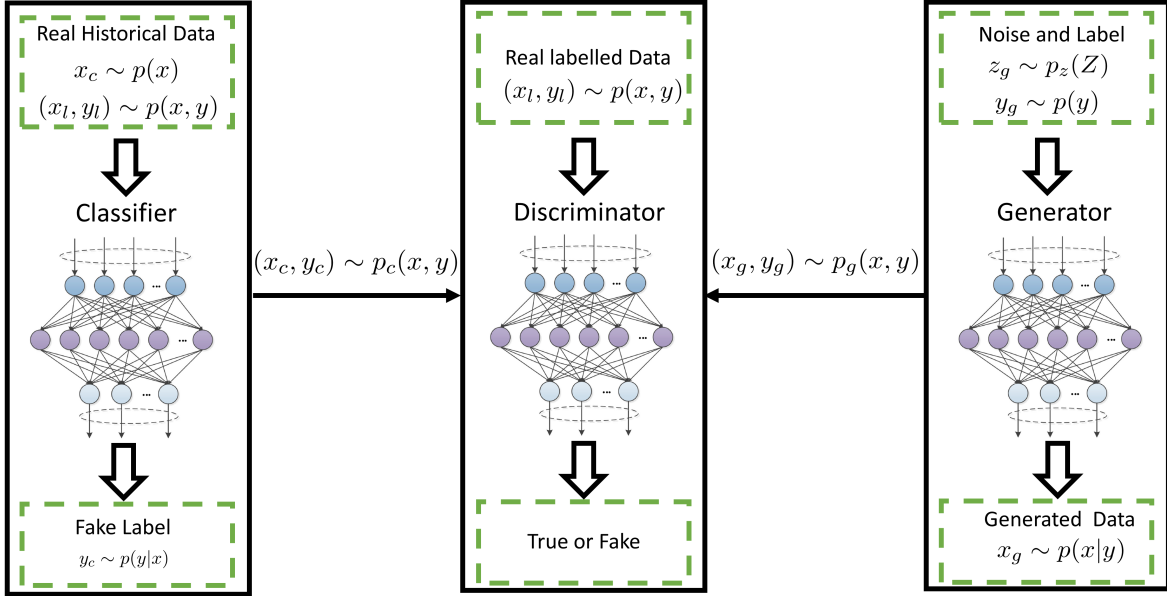 Real Historical Data
x_c ∼ p(x)
(x_l, y_l) ∼ p(x, y)
Classifier
...
...
...
Fake Label
y_c ∼ p(y|x)
(x_c, y_c) ∼ p_c(x, y)
Real labelled Data
(x_l, y_l) ∼ p(x, y)
Discriminator
...
...
...
True or Fake
(x_g, y_g) ∼ p_g(x, y)
Noise and Label
z_g ∼ p_z(Z)
y_g ∼ p(y)
Generator
...
...
...
Generated Data
x_g ∼ p(x|y)